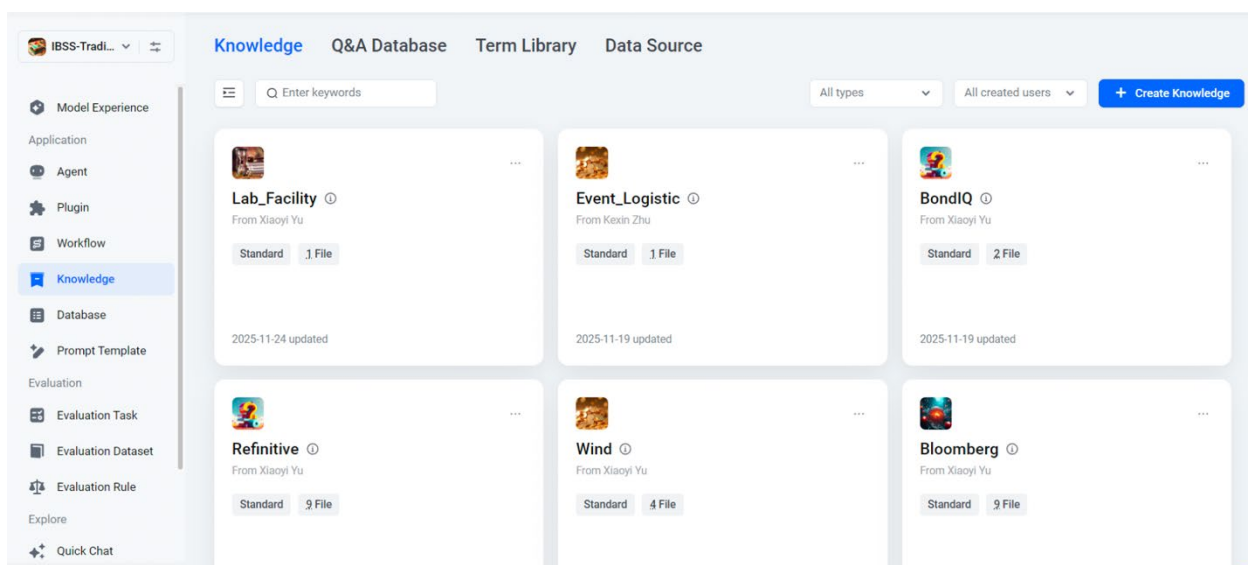 IBSS-Tradi...
Knowledge Q&A Database Term Library Data Source
Enter keywords All types All created users + Create Knowledge
Model Experience
Application
Agent
Plugin
Workflow
Knowledge
Database
Prompt Template
Evaluation
Evaluation Task
Evaluation Dataset
Evaluation Rule
Explore
Quick Chat
Lab_Facility
From Xiaoyi Yu
Standard 1 File
2025-11-24 updated
Event_Logistic
From Kexin Zhu
Standard 1 File
2025-11-19 updated
BondIQ
From Xiaoyi Yu
Standard 2 File
2025-11-19 updated
Refinitive
From Xiaoyi Yu
Standard 9 File
Wind
From Xiaoyi Yu
Standard 4 File
Bloomberg
From Xiaoyi Yu
Standard 9 File